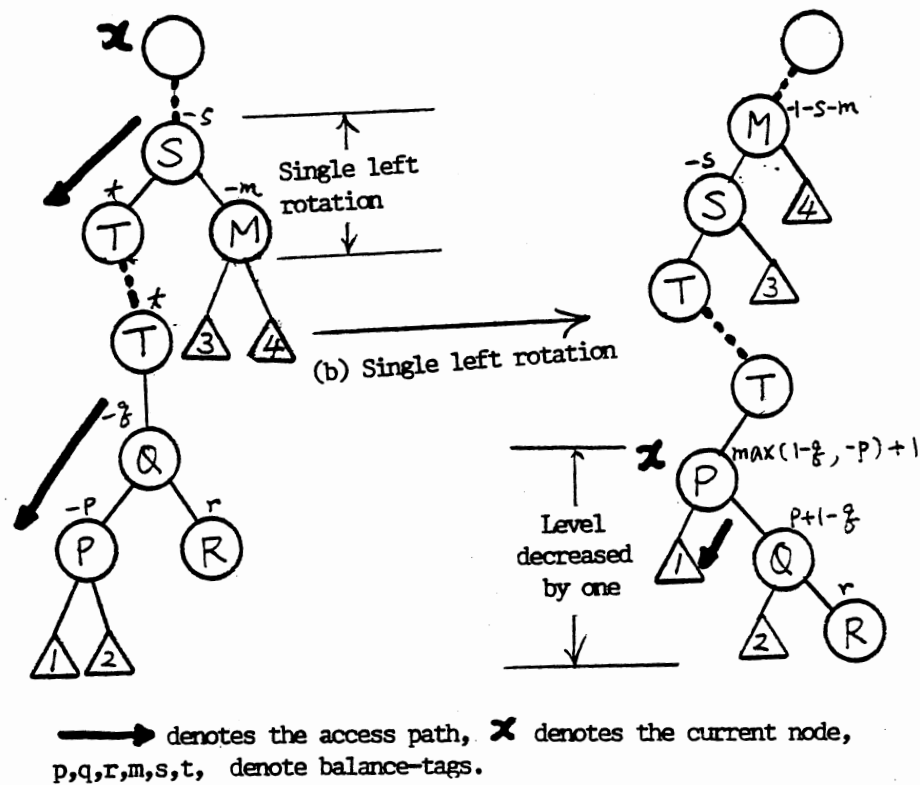 x
-s
S
Single left
rotation
t
T
-m
M
t
T
3
4
(b) Single left rotation
-q
Q
-p
P
r
R
1
2
-1-s-m
M
-s
S
4
T
3
T
x
max(1-q,-p)+1
P
Level
decreased
by one
p+1-q
1
Q
r
2
R
denotes the access path, x denotes the current node,
p,q,r,m,s,t, denote balance-tags.